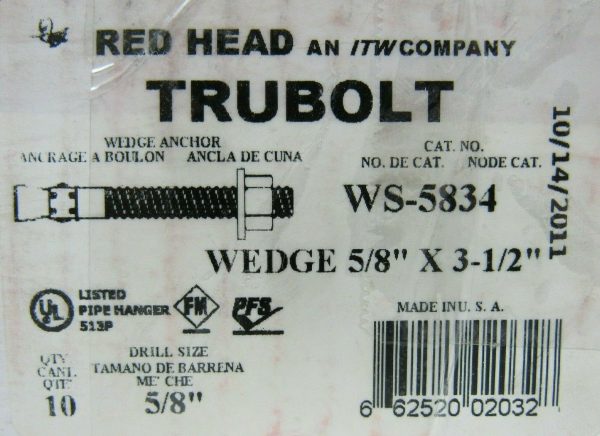 RED HEAD AN ITW COMPANY
TRUBOLT
WEDGE ANCHOR
ANCRAGE A BOULON ANCLA DE CUNA
CAT. NO.
NO. DE CAT. NODE CAT.
WS-5834
WEDGE 5/8" X 3-1/2"
10/14/2011
UL LISTED
PIPE HANGER
513P
FM
PFS
MADE IN U. S. A.
QTY
CANT.
QTE
10
DRILL SIZE
TAMANO DE BARRENA
ME' CHE
5/8"
6 62520 02032